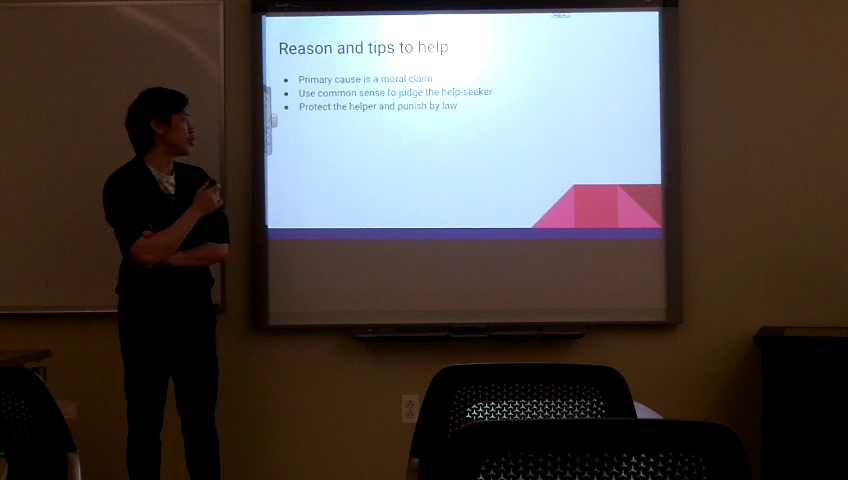 Reason and tips to help
Primary cause is a moral claim
Use common sense to judge the help-seeker
Protect the helper and punish by law